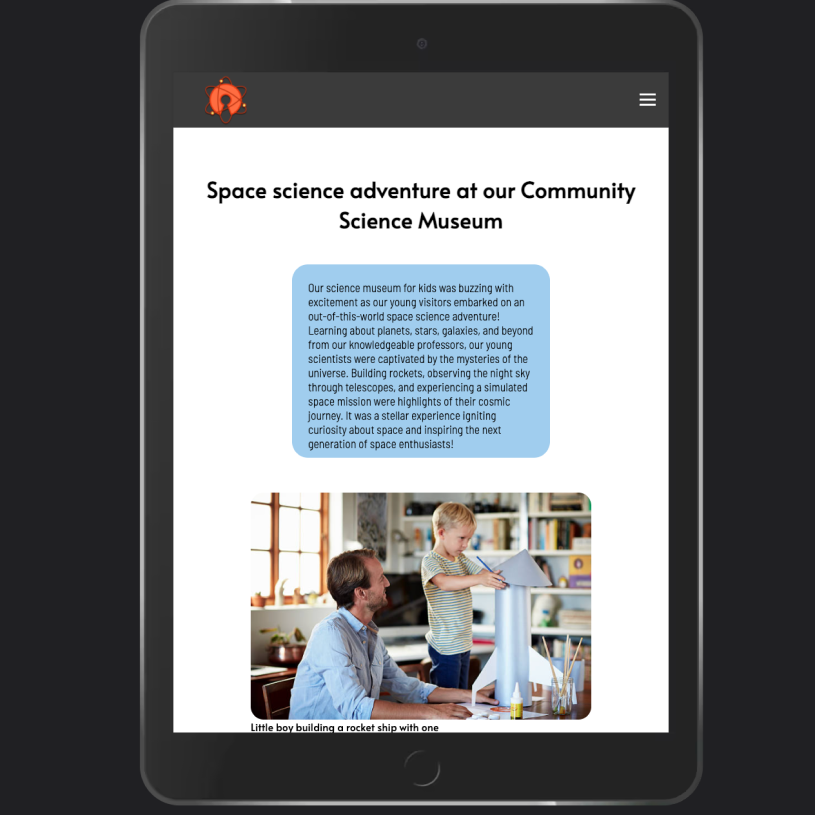 Space science adventure at our Community
Science Museum
Our science museum for kids was buzzing with
excitement as our young visitors embarked on an
out-of-this-world space science adventure!
Learning about planets, stars, galaxies, and beyond
from our knowledgeable professors, our young
scientists were captivated by the mysteries of the
universe. Building rockets, observing the night sky
through telescopes, and experiencing a simulated
space mission were highlights of their cosmic
journey. It was a stellar experience igniting
curiosity about space and inspiring the next
generation of space enthusiasts!
Little boy building a rocket ship with one